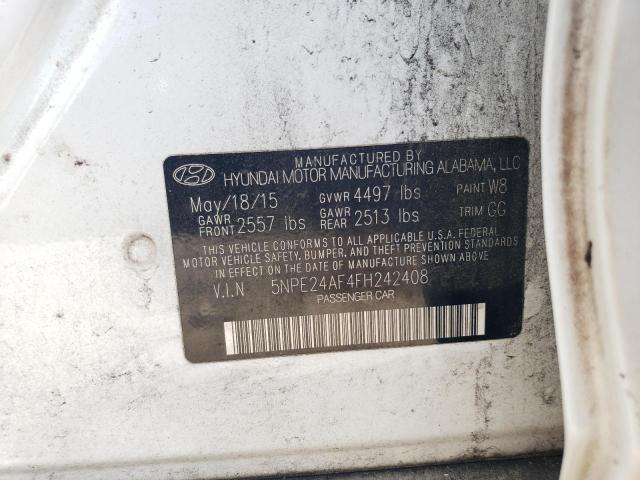 MANUFACTURED BY
HYUNDAI MOTOR MANUFACTURING ALABAMA, LLC
May/18/15 GVWR 4497 lbs PAINT W8
GAWR FRONT 2557 lbs GAWR REAR 2513 lbs TRIM GG
THIS VEHICLE CONFORMS TO ALL APPLICABLE U.S.A. FEDERAL
MOTOR VEHICLE SAFETY, BUMPER, AND THEFT PREVENTION STANDARDS
IN EFFECT ON THE DATE OF MANUFACTURE SHOWN ABOVE
V.I.N 5NPE24AF4FH242408
PASSENGER CAR